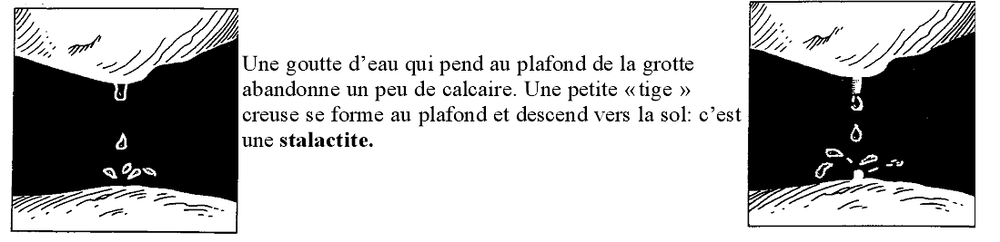 Une goutte d’eau qui pend au plafond de la grotte
abandonne un peu de calcaire. Une petite « tige »
creuse se forme au plafond et descend vers la sol: c’est
une stalactite.